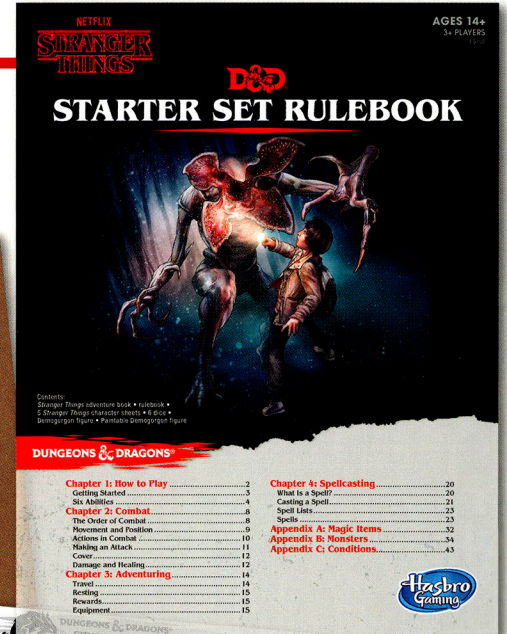 NETFLIX
STRANGER
THINGS
AGES 14+
3+ PLAYERS
D&D
STARTER SET RULEBOOK
Contents:
Stranger Things adventure book • rulebook •
5 Stranger Things character sheets • 6 dice •
Demogorgon figure • Paintable Demogorgon figure
DUNGEONS & DRAGONS®
Chapter 1: How to Play ..... 2
Getting Started ..... 3
Six Abilities ..... 4
Chapter 2: Combat ..... 8
The Order of Combat ..... 8
Movement and Position ..... 9
Actions in Combat ..... 10
Making an Attack ..... 11
Cover ..... 12
Damage and Healing ..... 12
Chapter 3: Adventuring ..... 14
Travel ..... 14
Resting ..... 15
Rewards ..... 15
Equipment ..... 15
Chapter 4: Spellcasting ..... 20
What Is a Spell? ..... 20
Casting a Spell ..... 21
Spell Lists ..... 23
Spells ..... 23
Appendix A: Magic Items ..... 32
Appendix B: Monsters ..... 34
Appendix C: Conditions ..... 43
Hasbro
Gaming
DUNGEONS & DRAGONS